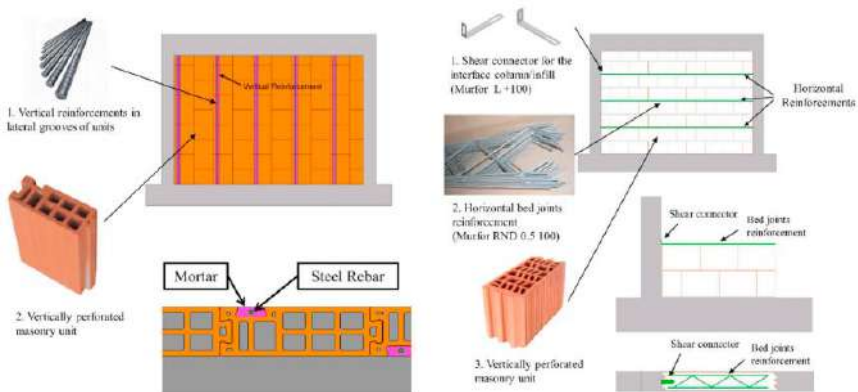 Vertical Reinforcement
1. Vertical reinforcements in
lateral grooves of units
Mortar
Steel Rebar
2. Vertically perforated
masonry unit
1. Shear connector for the
interface column/infill
(Murfor L +100)
Horizontal
Reinforcements
2. Horizontal bed joints
reinforcement
(Murfor RND 0.5 100)
Shear connector
Bed joints
reinforcement
3. Vertically perforated
masonry unit
Shear connector
Bed joints
reinforcement